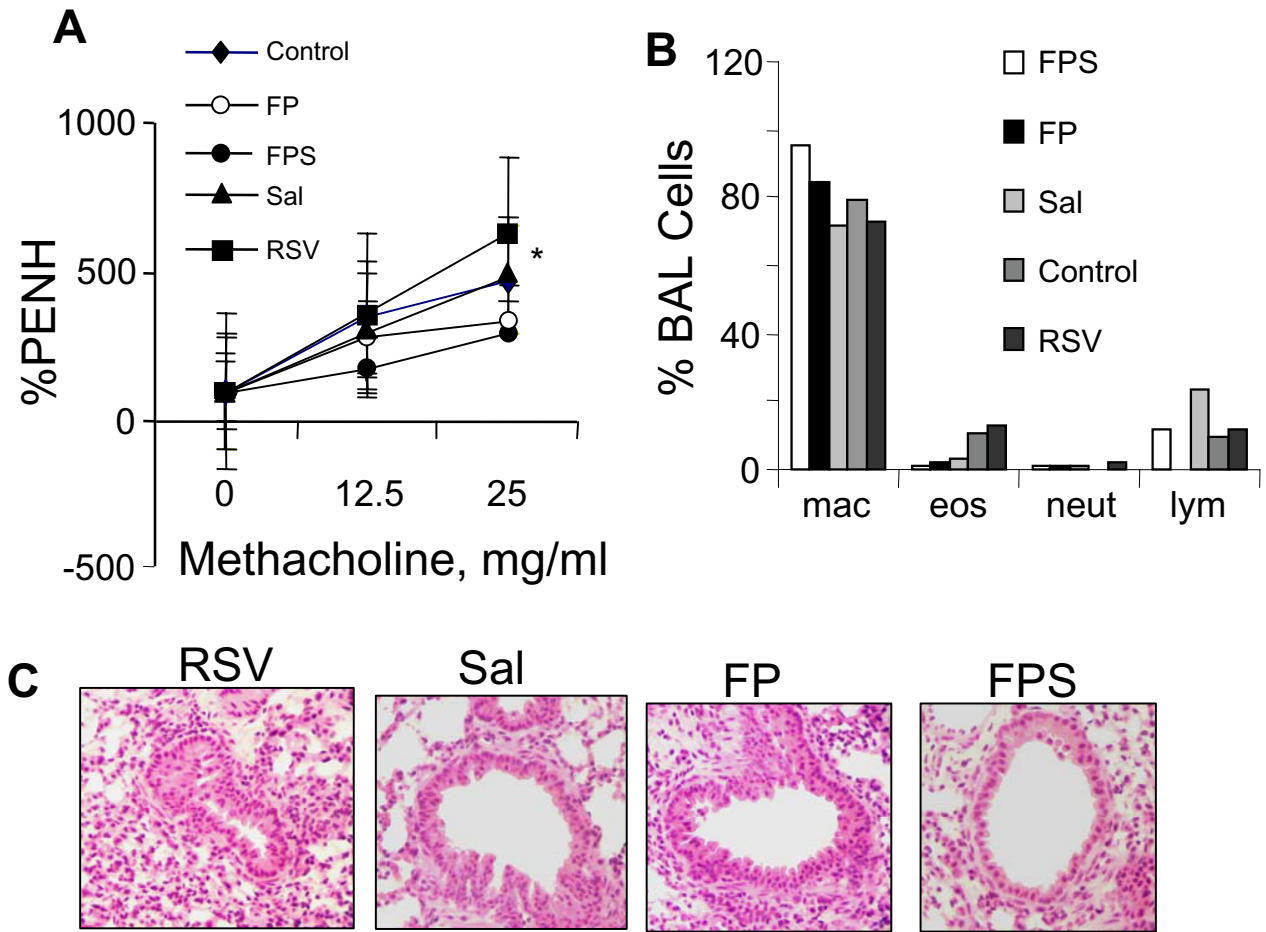 A
Control
FP
FPS
Sal
RSV
1000
500
0
-500
%PENH
*
0 12.5 25
Methacholine, mg/ml
B
FPS
FP
Sal
Control
RSV
120
80
40
0
% BAL Cells
mac eos neut lym
C
RSV Sal FP FPS